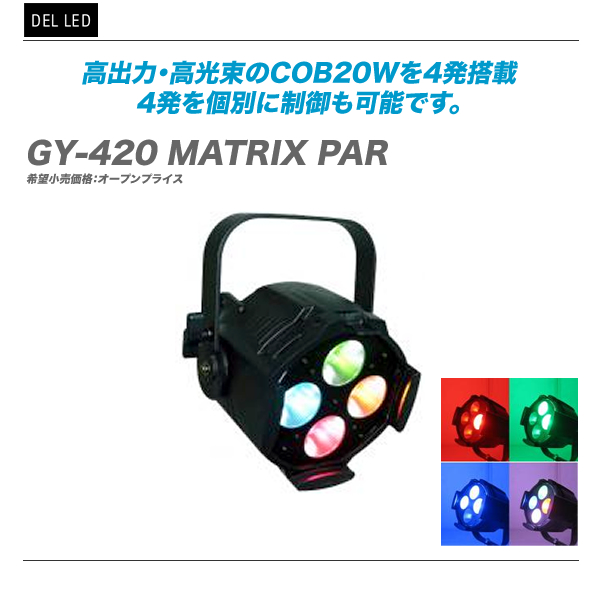 DEL LED
高出力・高光束のCOB20Wを4発搭載
4発を個別に制御も可能です。
GY-420 MATRIX PAR
希望小売価格:オープンプライス